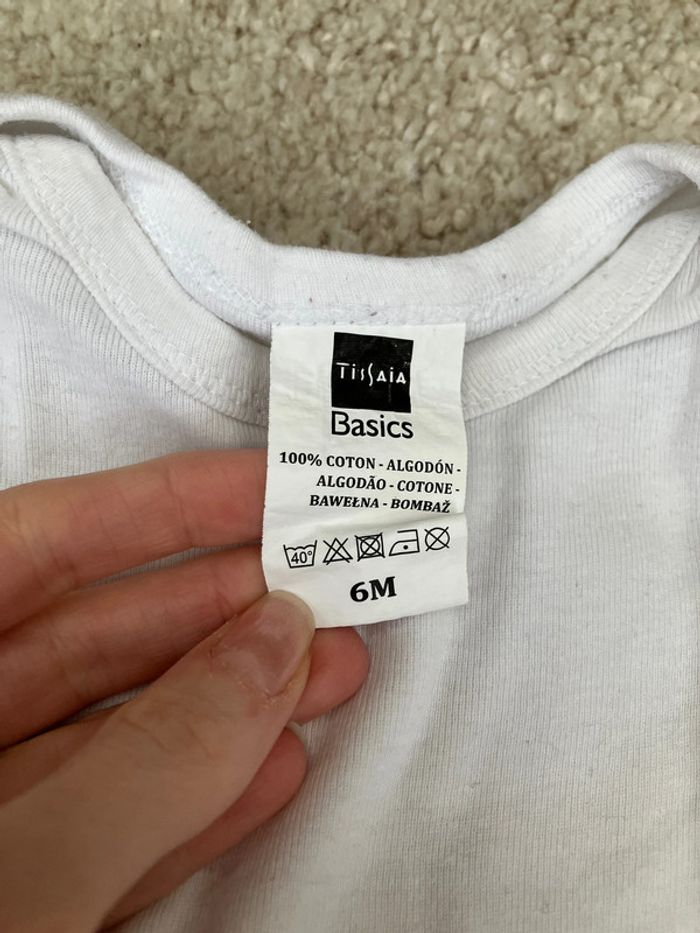 TissAIA
Basics
100% COTON - ALGODÓN -
ALGODÃO - COTONE -
BAWEŁNA - BOMBAŽ
40°
6M